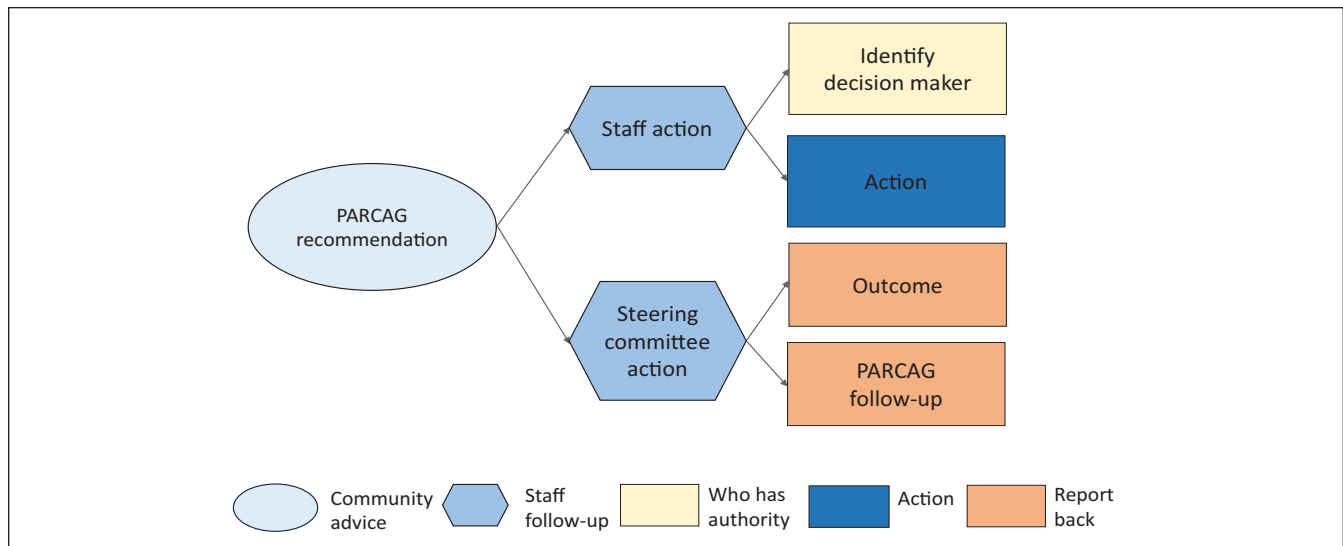 Identify
decision maker
Staff action
Action
PARCAG
recommendation
Outcome
Steering
committee
action
PARCAG
follow-up
Community
advice
Staff
follow-up
Who has
authority
Action
Report
back